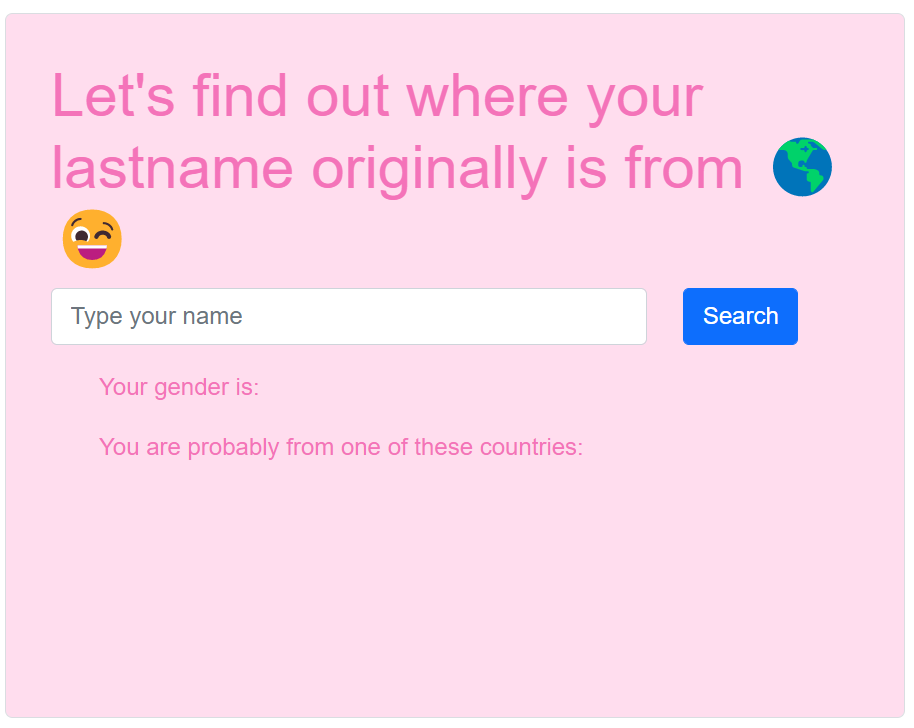 Let's find out where your
lastname originally is from 🌎
😜
Type your name
Search
Your gender is:
You are probably from one of these countries: